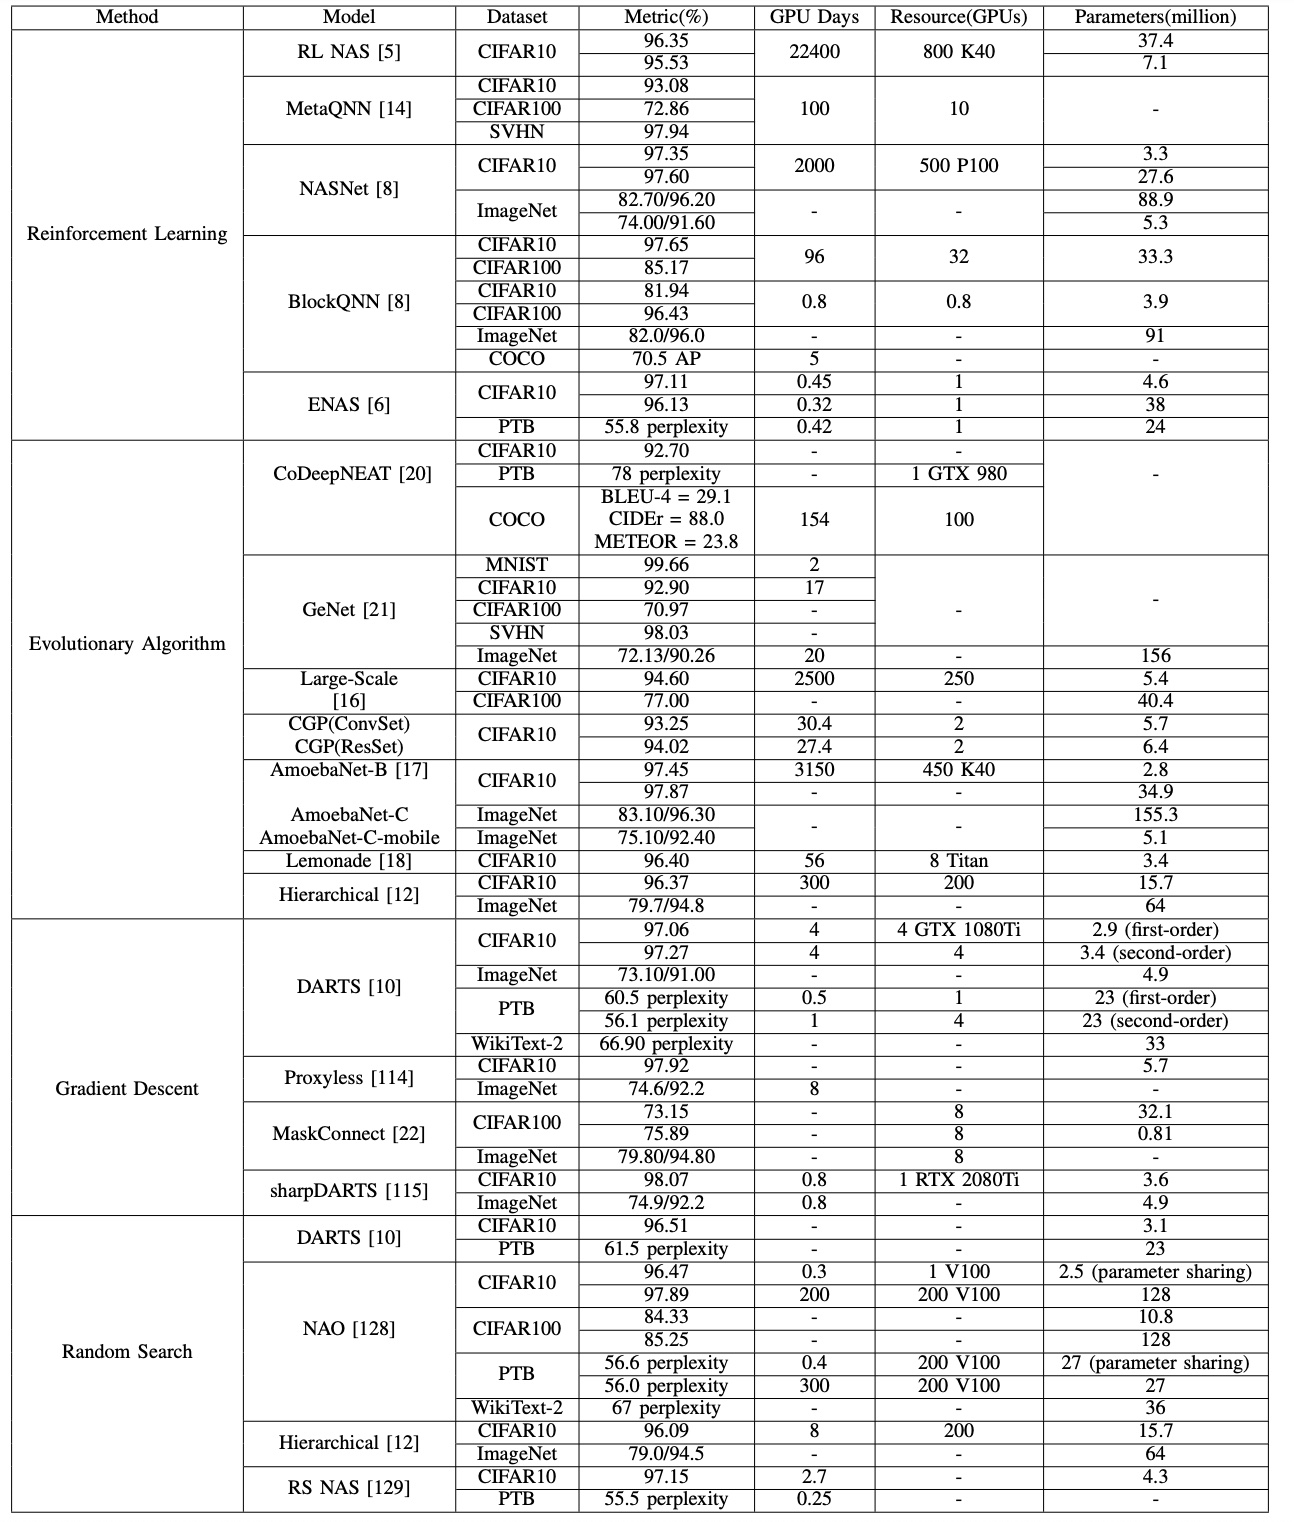 Method Model Dataset Metric(%) GPU Days Resource(GPUs) Parameters(million)
Reinforcement Learning RL NAS [5] CIFAR10 96.35 22400 800 K40 37.4
95.53 7.1
MetaQNN [14] CIFAR10 93.08 100 10 -
CIFAR100 72.86
SVHN 97.94
NASNet [8] CIFAR10 97.35 2000 500 P100 3.3
97.60 27.6
ImageNet 82.70/96.20 - - 88.9
74.00/91.60 5.3
BlockQNN [8] CIFAR10 97.65 96 32 33.3
CIFAR100 85.17
CIFAR10 81.94 0.8 0.8 3.9
CIFAR100 96.43
ImageNet 82.0/96.0 - - 91
COCO 70.5 AP 5 - -
ENAS [6] CIFAR10 97.11 0.45 1 4.6
96.13 0.32 1 38
PTB 55.8 perplexity 0.42 1 24
Evolutionary Algorithm CoDeepNEAT [20] CIFAR10 92.70 - - -
PTB 78 perplexity - 1 GTX 980
COCO BLEU-4 = 29.1 154 100
CIDEr = 88.0
METEOR = 23.8
GeNet [21] MNIST 99.66 2 - -
CIFAR10 92.90 17
CIFAR100 70.97 -
SVHN 98.03 -
ImageNet 72.13/90.26 20 - 156
Large-Scale CIFAR10 94.60 2500 250 5.4
[16] CIFAR100 77.00 - - 40.4
CGP(ConvSet) CIFAR10 93.25 30.4 2 5.7
CGP(ResSet) 94.02 27.4 2 6.4
AmoebaNet-B [17] CIFAR10 97.45 3150 450 K40 2.8
97.87 - - 34.9
AmoebaNet-C ImageNet 83.10/96.30 - - 155.3
AmoebaNet-C-mobile ImageNet 75.10/92.40 5.1
Lemonade [18] CIFAR10 96.40 56 8 Titan 3.4
Hierarchical [12] CIFAR10 96.37 300 200 15.7
ImageNet 79.7/94.8 - - 64
Gradient Descent DARTS [10] CIFAR10 97.06 4 4 GTX 1080Ti 2.9 (first-order)
97.27 4 4 3.4 (second-order)
ImageNet 73.10/91.00 - - 4.9
PTB 60.5 perplexity 0.5 1 23 (first-order)
56.1 perplexity 1 4 23 (second-order)
WikiText-2 66.90 perplexity - - 33
Proxyless [114] CIFAR10 97.92 - - 5.7
ImageNet 74.6/92.2 8 - -
MaskConnect [22] CIFAR100 73.15 - 8 32.1
75.89 - 8 0.81
ImageNet 79.80/94.80 - 8 -
sharpDARTS [115] CIFAR10 98.07 0.8 1 RTX 2080Ti 3.6
ImageNet 74.9/92.2 0.8 - 4.9
Random Search DARTS [10] CIFAR10 96.51 - - 3.1
PTB 61.5 perplexity - - 23
NAO [128] CIFAR10 96.47 0.3 1 V100 2.5 (parameter sharing)
97.89 200 200 V100 128
CIFAR100 84.33 - - 10.8
85.25 - - 128
PTB 56.6 perplexity 0.4 200 V100 27 (parameter sharing)
56.0 perplexity 300 200 V100 27
WikiText-2 67 perplexity - - 36
Hierarchical [12] CIFAR10 96.09 8 200 15.7
ImageNet 79.0/94.5 - - 64
RS NAS [129] CIFAR10 97.15 2.7 - 4.3
PTB 55.5 perplexity 0.25 - -